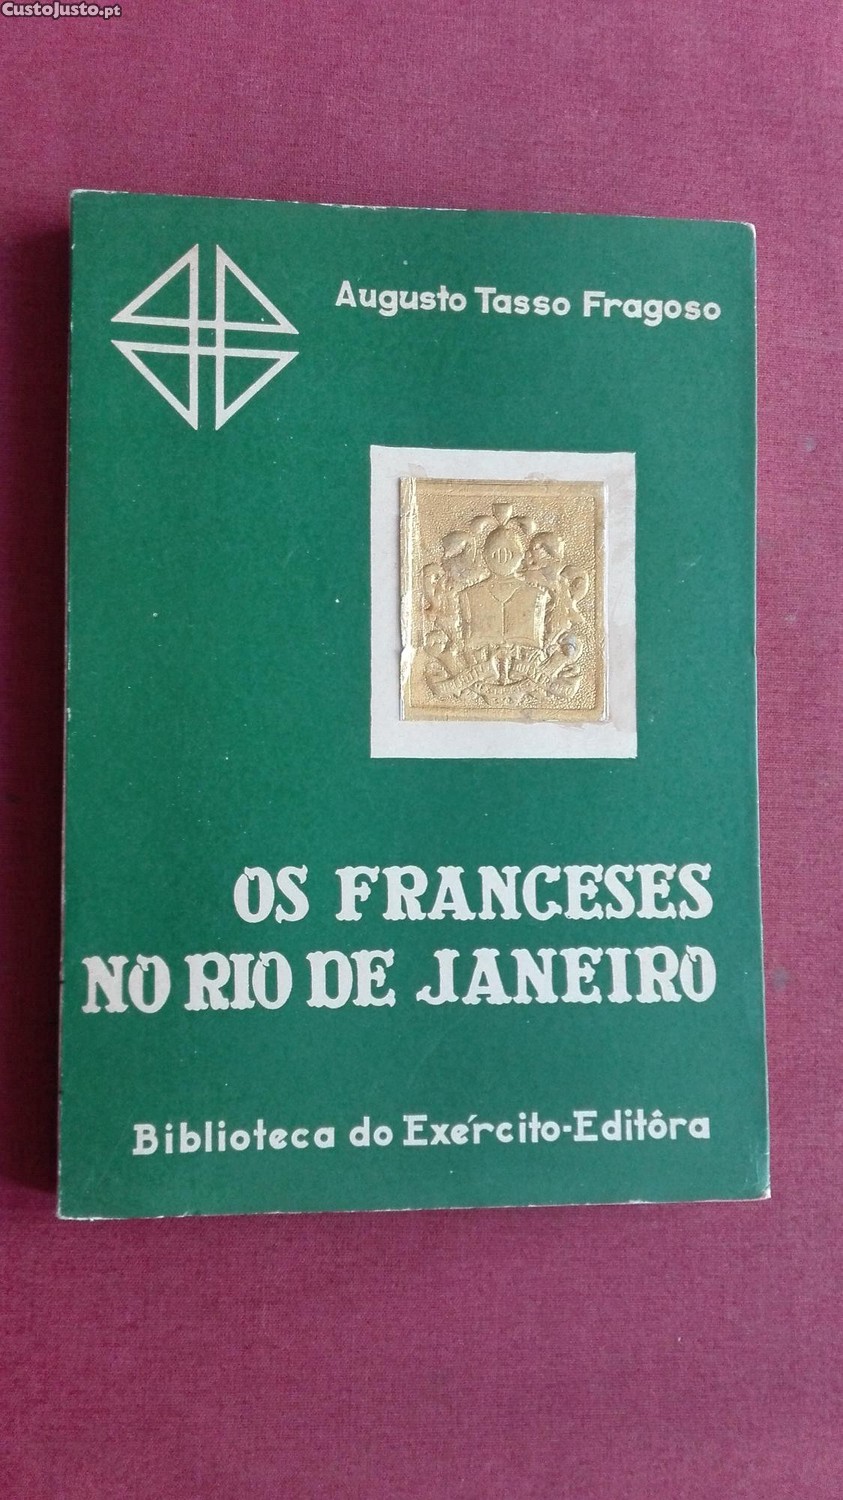 CustoJusto.pt
Augusto Tasso Fragoso
OS FRANCESES
NO RIO DE JANEIRO
Biblioteca do Exército-Editôra